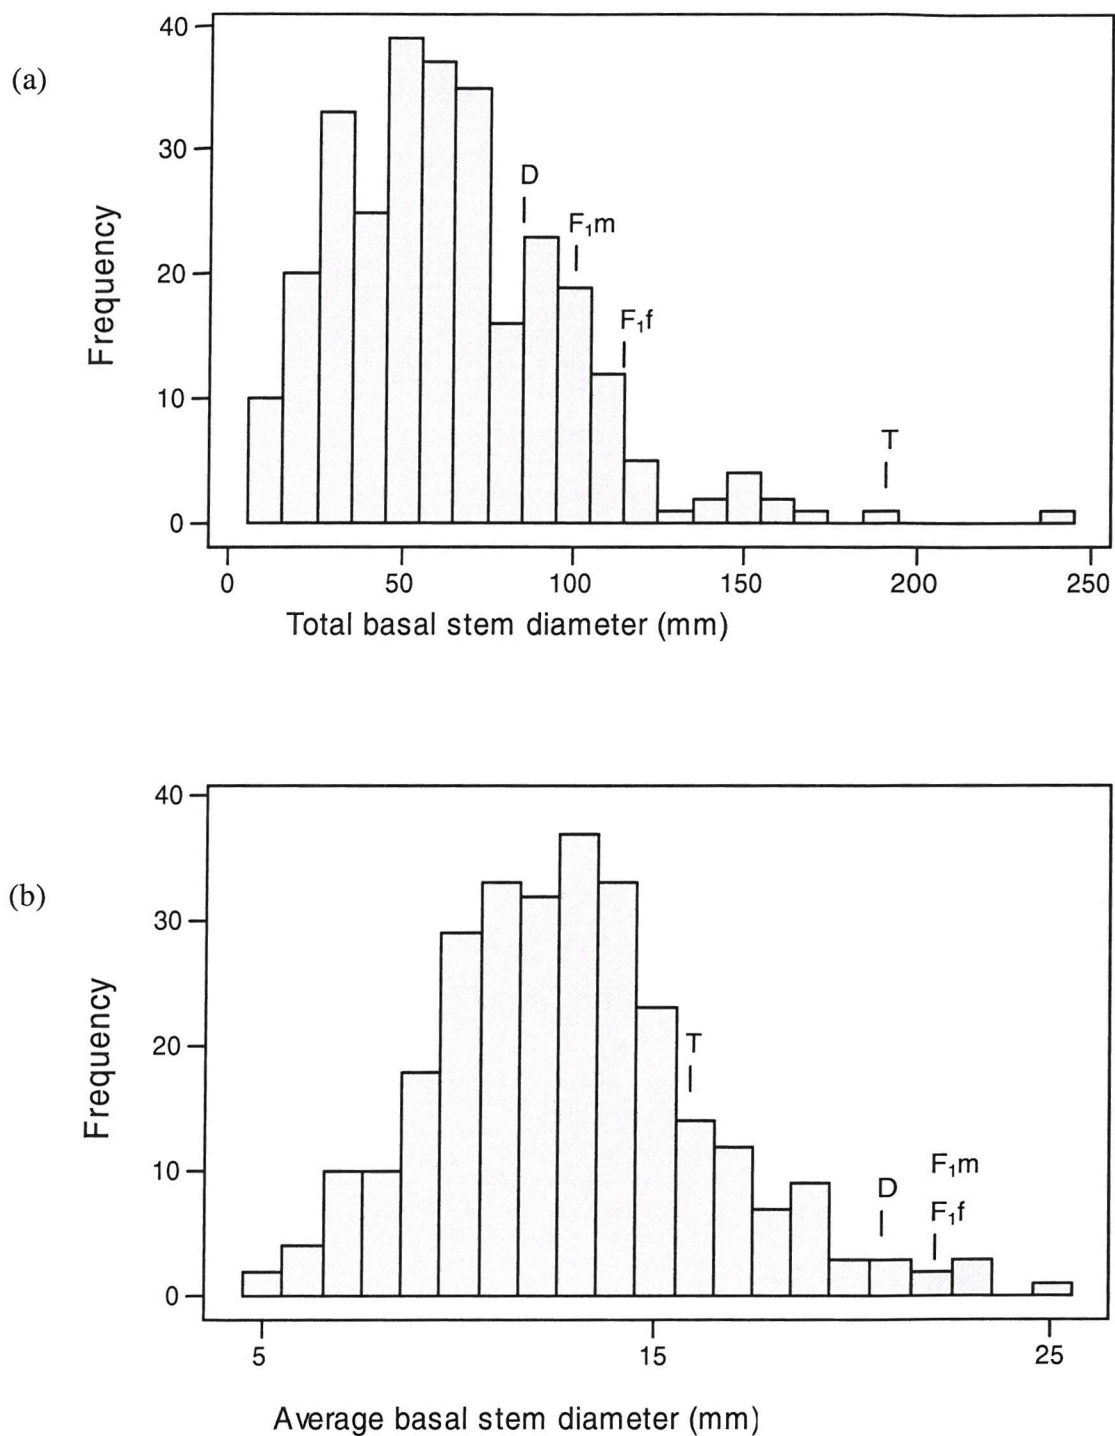 (a)
Frequency
40
30
20
10
0
D
F₁m
F₁f
T
0 50 100 150 200 250
Total basal stem diameter (mm)
(b)
Frequency
40
30
20
10
0
T
D
F₁m
F₁f
5 15 25
Average basal stem diameter (mm)